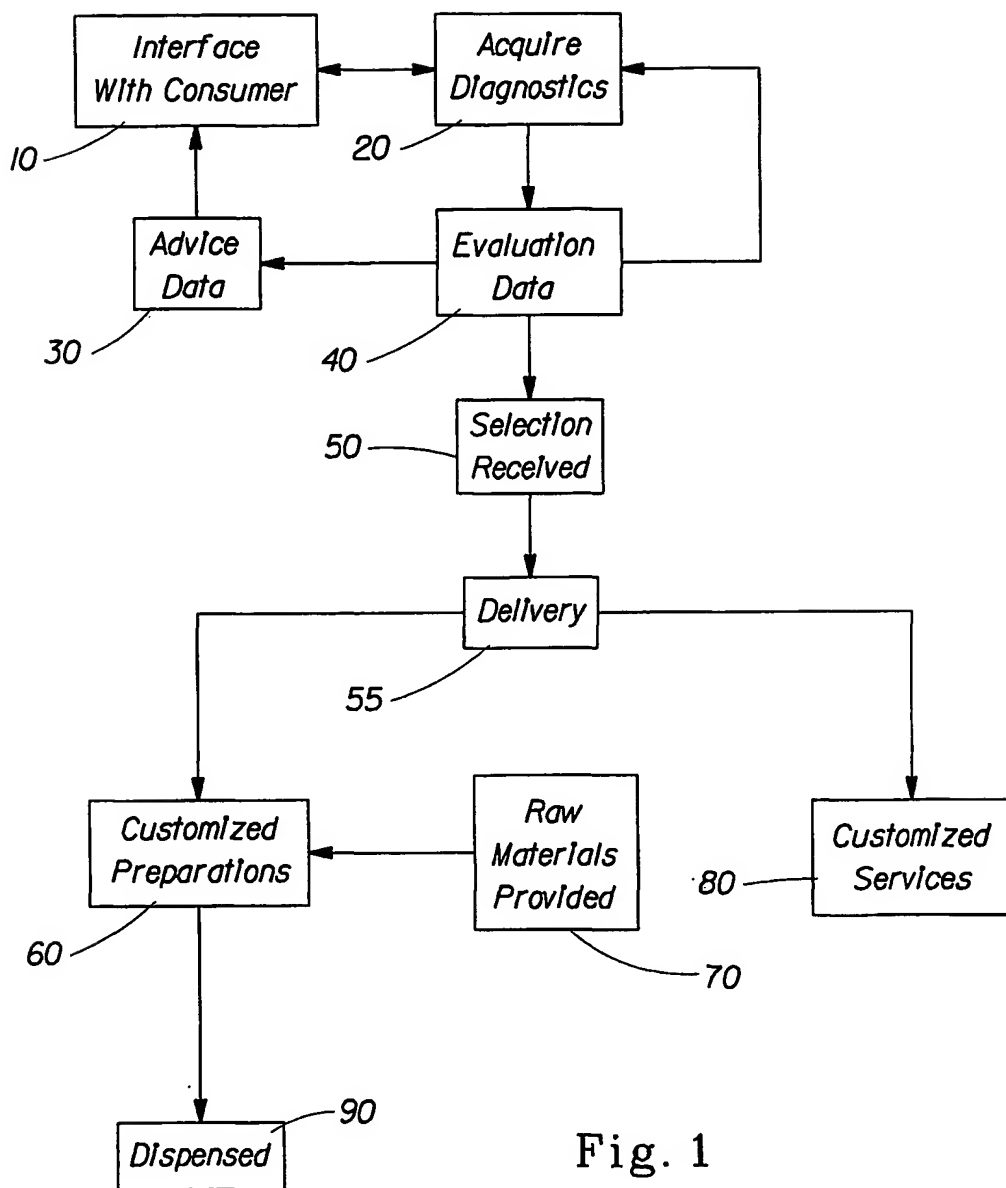 Interface
With Consumer
10
Acquire
Diagnostics
20
Advice
Data
30
Evaluation
Data
40
Selection
Received
50
Delivery
55
Customized
Preparations
60
Raw
Materials
Provided
70
Customized
Services
80
Dispensed
90
Fig. 1